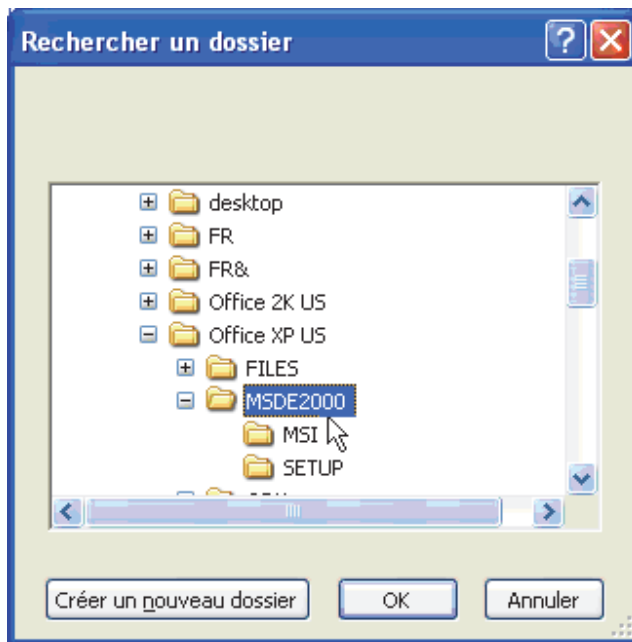 Rechercher un dossier
desktop
FR
FR&
Office 2K US
Office XP US
FILES
MSDE2000
MSI
SETUP
Créer un nouveau dossier OK Annuler